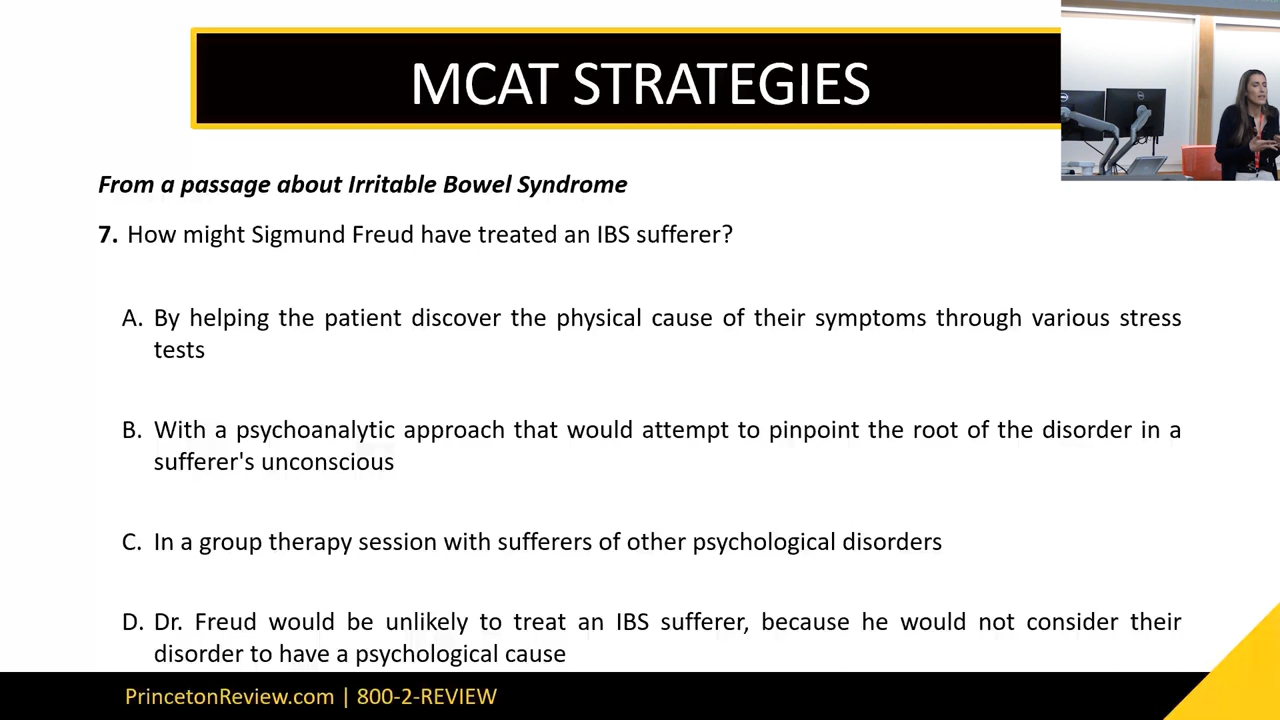 MCAT STRATEGIES
From a passage about Irritable Bowel Syndrome
7. How might Sigmund Freud have treated an IBS sufferer?
A. By helping the patient discover the physical cause of their symptoms through various stress
tests
B. With a psychoanalytic approach that would attempt to pinpoint the root of the disorder in a
sufferer's unconscious
C. In a group therapy session with sufferers of other psychological disorders
D. Dr. Freud would be unlikely to treat an IBS sufferer, because he would not consider their
disorder to have a psychological cause
PrincetonReview.com | 800-2-REVIEW